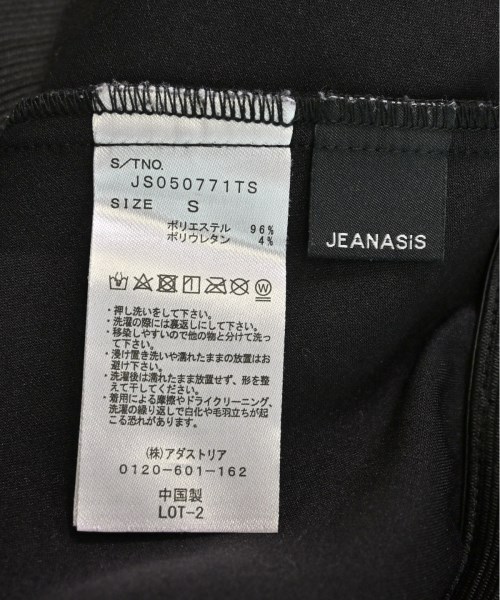 S/TNO.
JS050771TS
SIZE S
ポリエステル 96%
ポリウレタン 4%
・押し洗いをして下さい。
・洗濯の際には裏返しにして下さい。
・移染しやすいので他の物と分けて洗っ
て下さい。
・浸け置き洗いや濡れたままの放置はお
避け下さい。
・洗濯後は濡れたまま放置せず、形を整
えて干してください。
・着用による摩擦やドライクリーニング、
洗濯の繰り返しで白化や毛羽立ちが起
こる恐れがあります。
(株)アダストリア
0120-601-162
中国製
LOT-2
JEANASiS